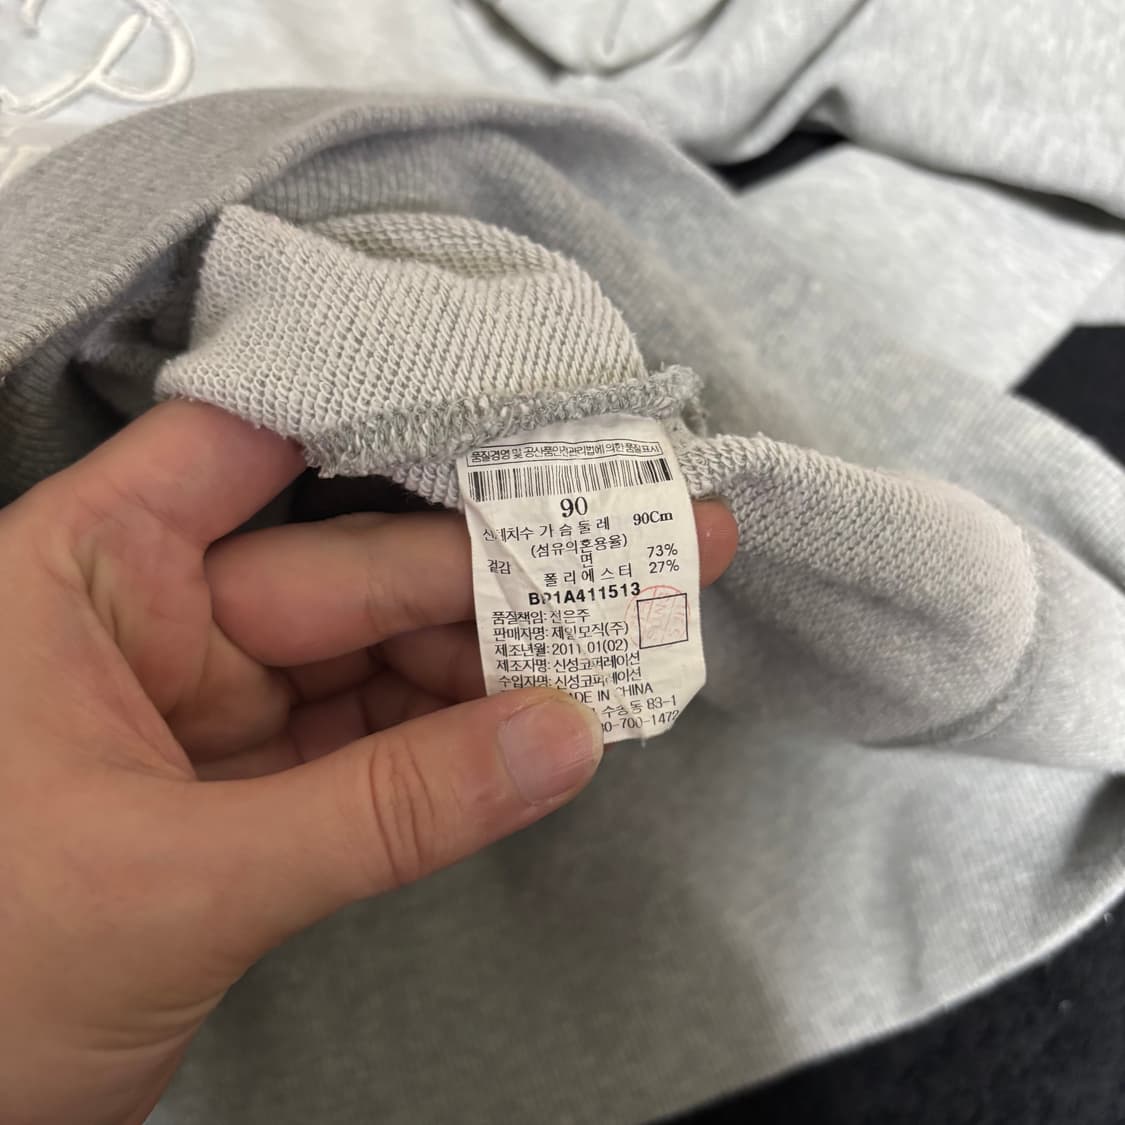 품질경영 및 공산품안전관리법에 의한 품질표시
90
신체치수 가슴둘레 90Cm
(섬유의혼용율)
겉감 면 73%
폴리에스터 27%
BP1A411513
품질책임: 전은주
판매자명: 제일모직(주)
제조년월: 2011.01(02)
제조자명: 신성코퍼레이션
수입자명: 신성코퍼레이션
DE IN CHINA
수송동 83-1
80-700-1472